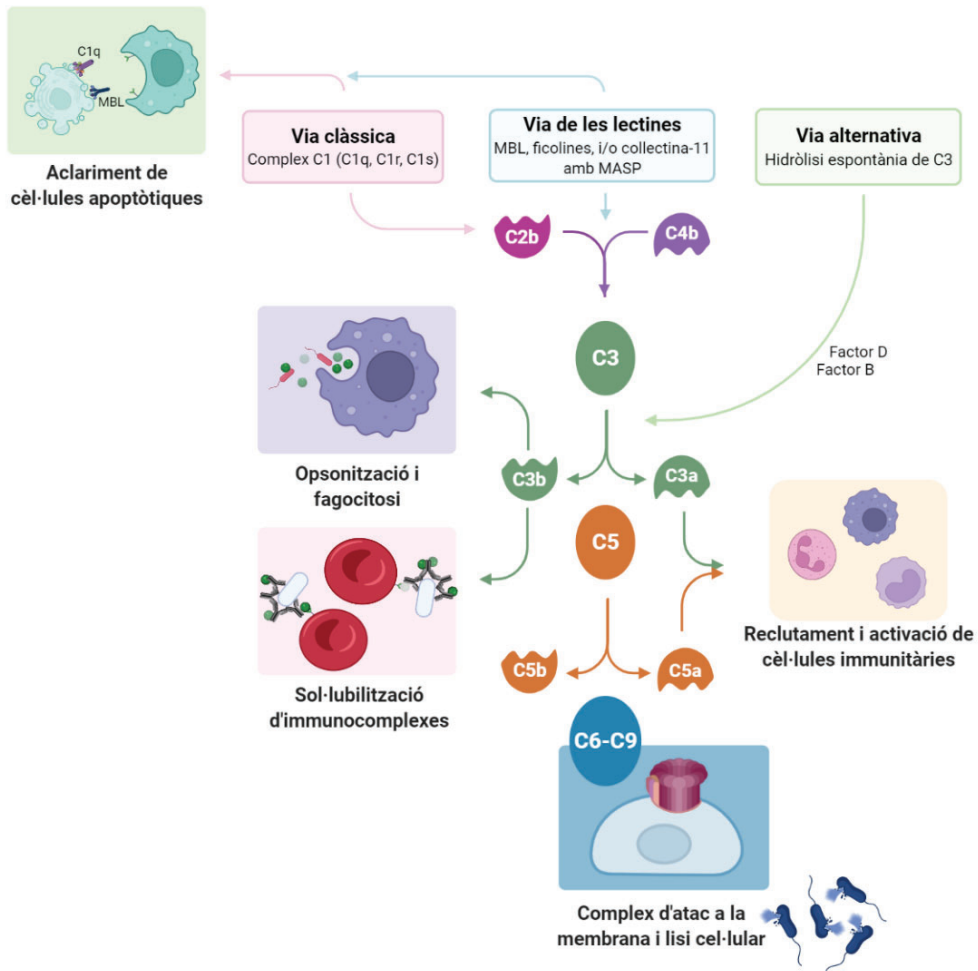 C1q
MBL
Aclariment de
cèl·lules apoptòtiques
Via clàssica
Complex C1 (C1q, C1r, C1s)
Via de les lectines
MBL, ficolines, i/o collectina-11
amb MASP
Via alternativa
Hidròlisi espontània de C3
C2b
C4b
C3
Factor D
Factor B
Opsonització i
fagocitosi
C3b
C3a
C5
Sol·lubilització
d'immunocomplexes
Reclutament i activació de
cèl·lules immunitàries
C5b
C5a
C6-C9
Complex d'atac a la
membrana i lisi cel·lular